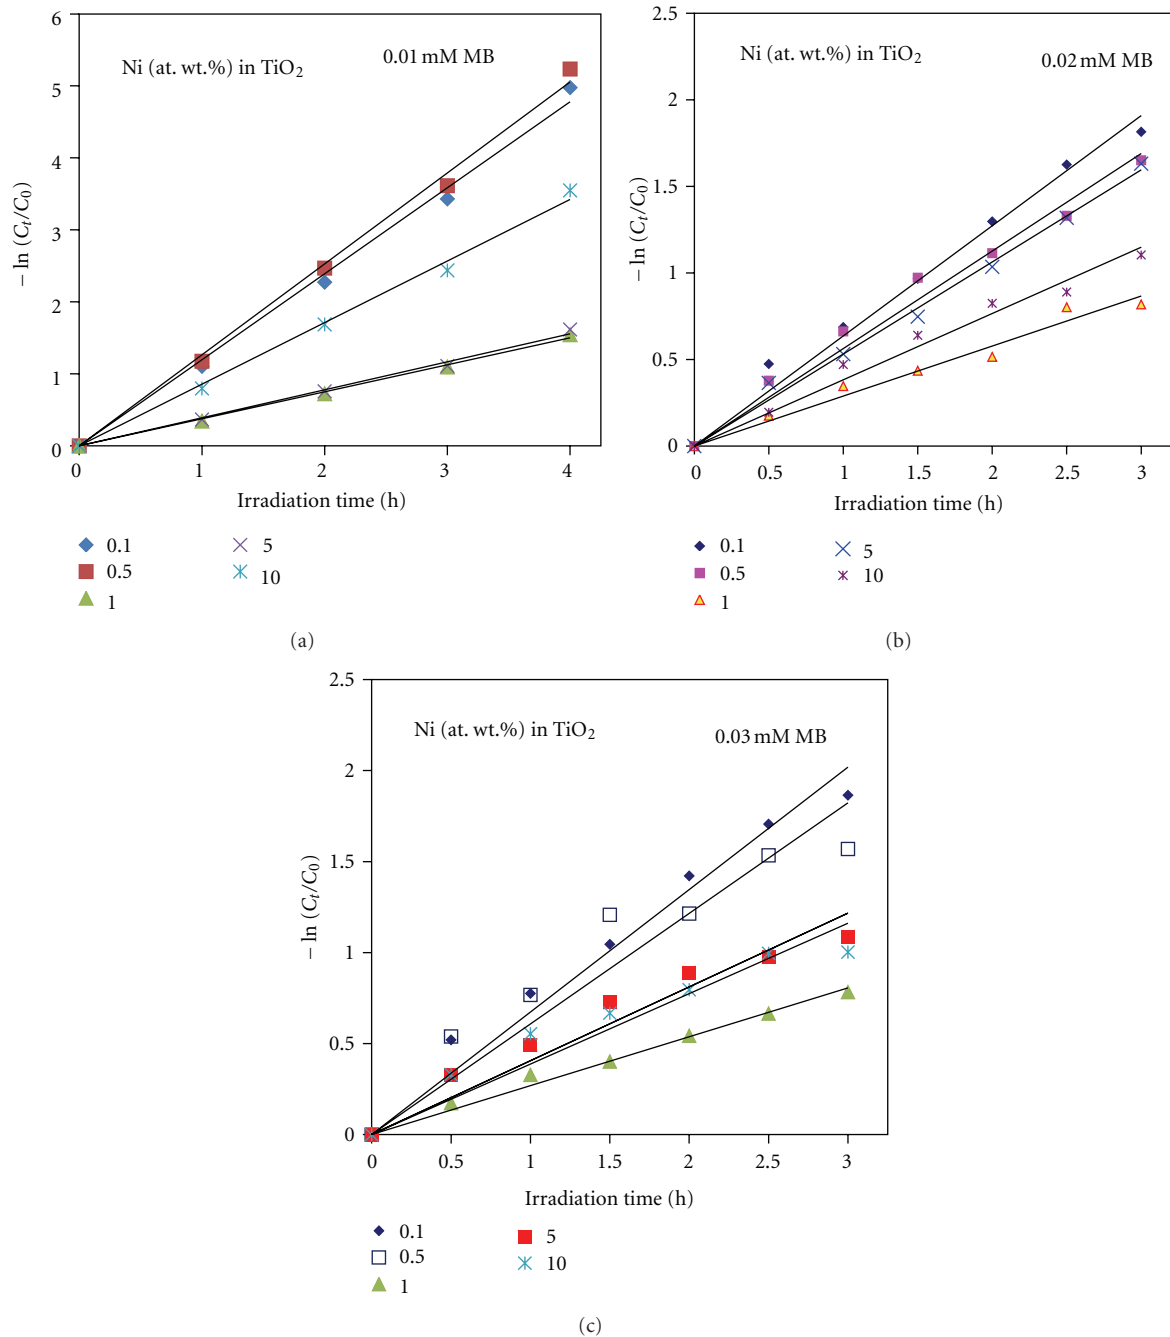 Ni (at. wt.%) in TiO2
0.01 mM MB
6
5
4
3
2
1
0
− ln (Ct/C0)
0 1 2 3 4
Irradiation time (h)
0.1 5
0.5 10
1
(a)
Ni (at. wt.%) in TiO2
0.02 mM MB
2.5
2
1.5
1
0.5
0
− ln (Ct/C0)
0 0.5 1 1.5 2 2.5 3
Irradiation time (h)
0.1 5
0.5 10
1
(b)
Ni (at. wt.%) in TiO2
0.03 mM MB
2.5
2
1.5
1
0.5
0
− ln (Ct/C0)
0 0.5 1 1.5 2 2.5 3
Irradiation time (h)
0.1 5
0.5 10
1
(c)